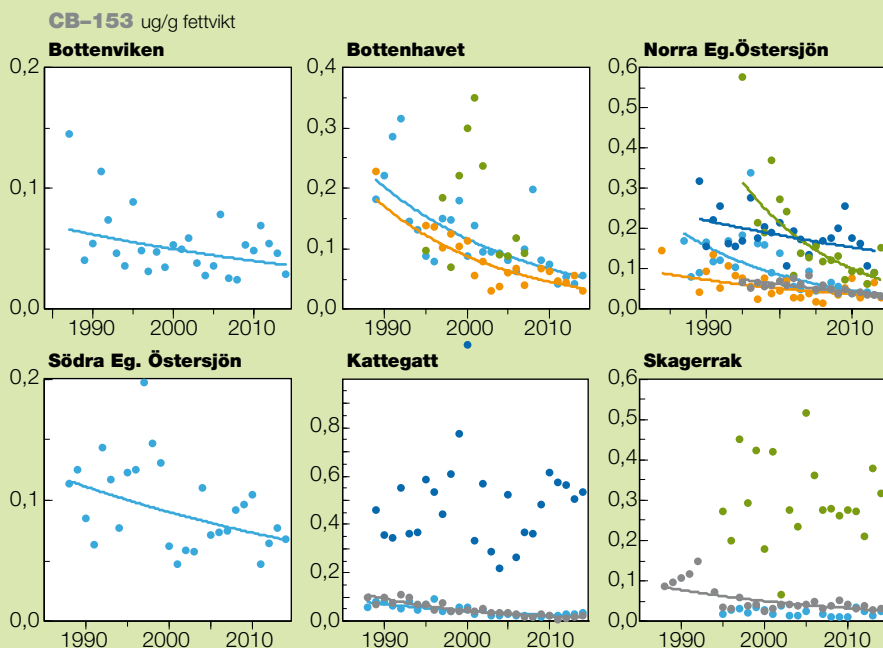 CB–153 ug/g fettvikt
Bottenviken
0,2
0,1
0,0
1990 2000 2010
Bottenhavet
0,4
0,3
0,2
0,1
0,0
1990 2000 2010
Norra Eg.Östersjön
0,6
0,5
0,4
0,3
0,2
0,1
0,0
1990 2000 2010
Södra Eg. Östersjön
0,2
0,1
0,0
1990 2000 2010
Kattegatt
0,8
0,6
0,4
0,2
0,0
1990 2000 2010
Skagerrak
0,6
0,5
0,4
0,3
0,2
0,1
0,0
1990 2000 2010